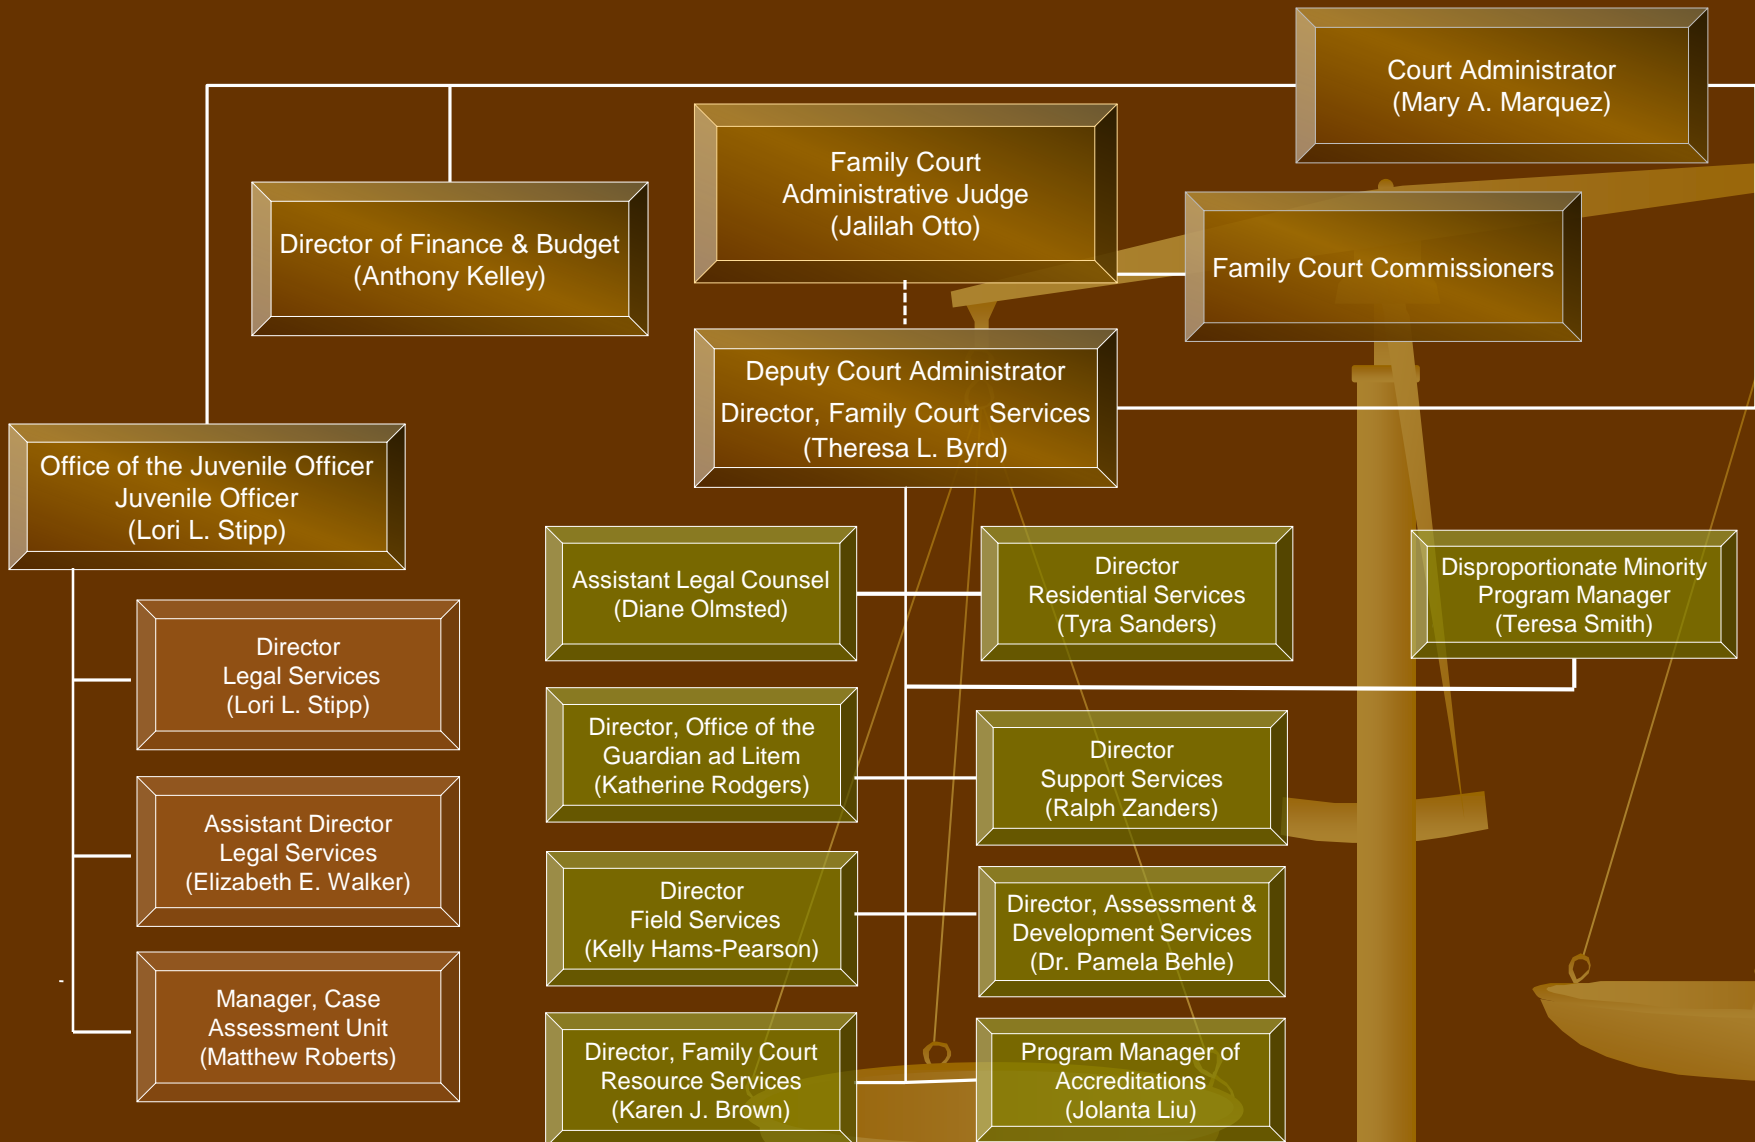 Court Administrator
(Mary A. Marquez)
Family Court
Administrative Judge
(Jalilah Otto)
Director of Finance & Budget
(Anthony Kelley)
Family Court Commissioners
Deputy Court Administrator
Director, Family Court Services
(Theresa L. Byrd)
Office of the Juvenile Officer
Juvenile Officer
(Lori L. Stipp)
Director
Legal Services
(Lori L. Stipp)
Assistant Director
Legal Services
(Elizabeth E. Walker)
Manager, Case
Assessment Unit
(Matthew Roberts)
-
Assistant Legal Counsel
(Diane Olmsted)
Director
Residential Services
(Tyra Sanders)
Disproportionate Minority
Program Manager
(Teresa Smith)
Director, Office of the
Guardian ad Litem
(Katherine Rodgers)
Director
Support Services
(Ralph Zanders)
Director
Field Services
(Kelly Hams-Pearson)
Director, Assessment &
Development Services
(Dr. Pamela Behle)
Director, Family Court
Resource Services
(Karen J. Brown)
Program Manager of
Accreditations
(Jolanta Liu)